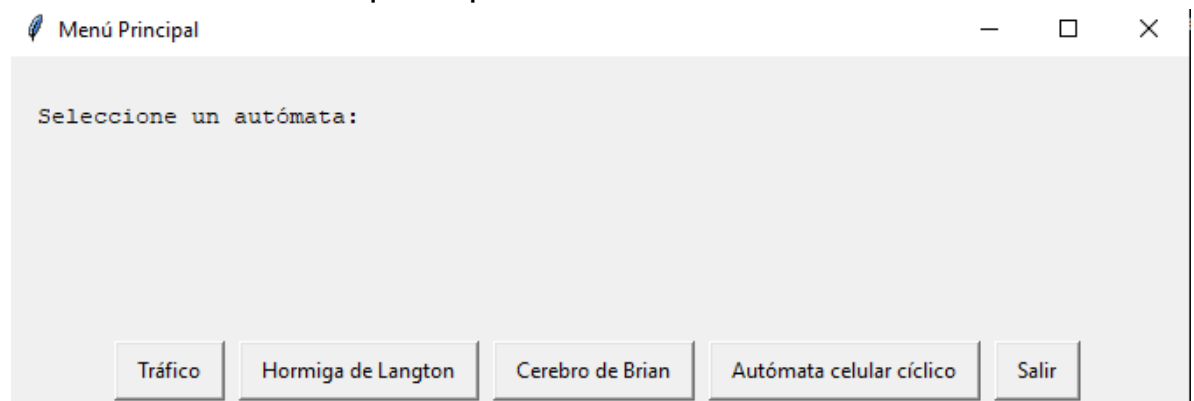 Menú Principal
Seleccione un autómata:
Tráfico Hormiga de Langton Cerebro de Brian Autómata celular cíclico Salir